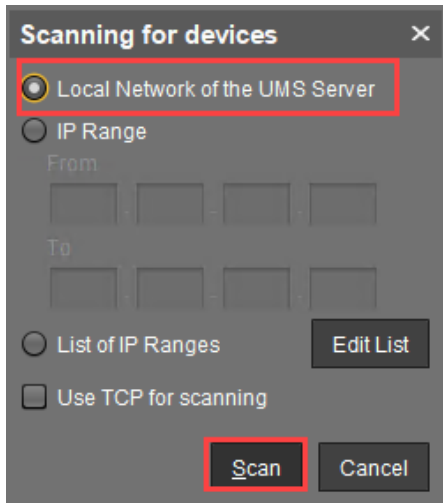 Scanning for devices
Local Network of the UMS Server
IP Range
From
To
List of IP Ranges Edit List
Use TCP for scanning
Scan Cancel